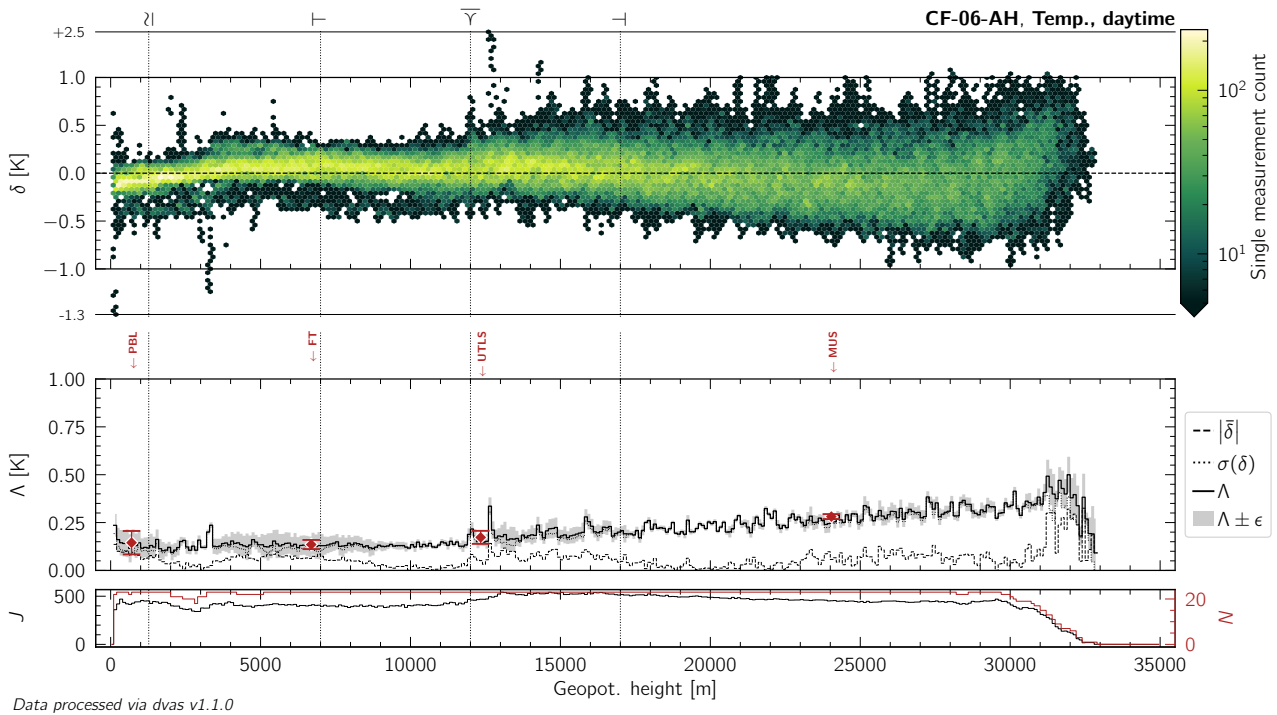 CF-06-AH, Temp., daytime
+2.5
1.0
0.5
0.0
−0.5
−1.0
-1.3
δ [K]
10²
10¹
Single measurement count
← PBL
← FT
← UTLS
← MUS
1.00
0.75
0.50
0.25
0.00
Λ [K]
|δ̄|
σ(δ)
Λ
Λ ± ϵ
500
0
J
20
0
N
0 5000 10000 15000 20000 25000 30000 35000
Geopot. height [m]
Data processed via dvas v1.1.0